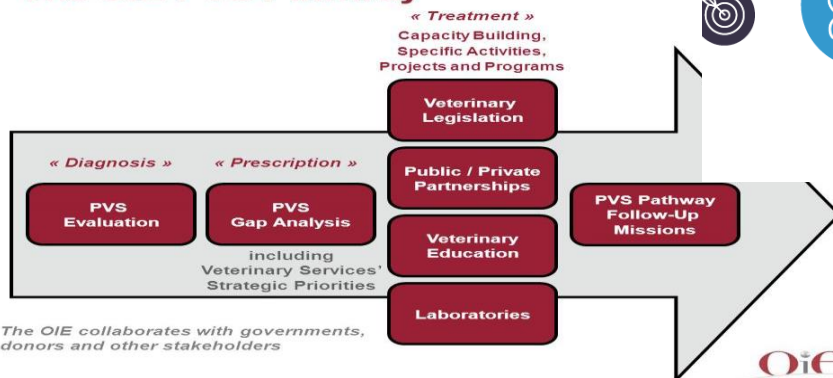 « Treatment »
Capacity Building,
Specific Activities,
Projects and Programs
Veterinary
Legislation
« Diagnosis »
« Prescription »
Public / Private
Partnerships
PVS
Evaluation
PVS
Gap Analysis
PVS Pathway
Follow-Up
Missions
Veterinary
Education
including
Veterinary Services'
Strategic Priorities
Laboratories
The OIE collaborates with governments,
donors and other stakeholders
OiE